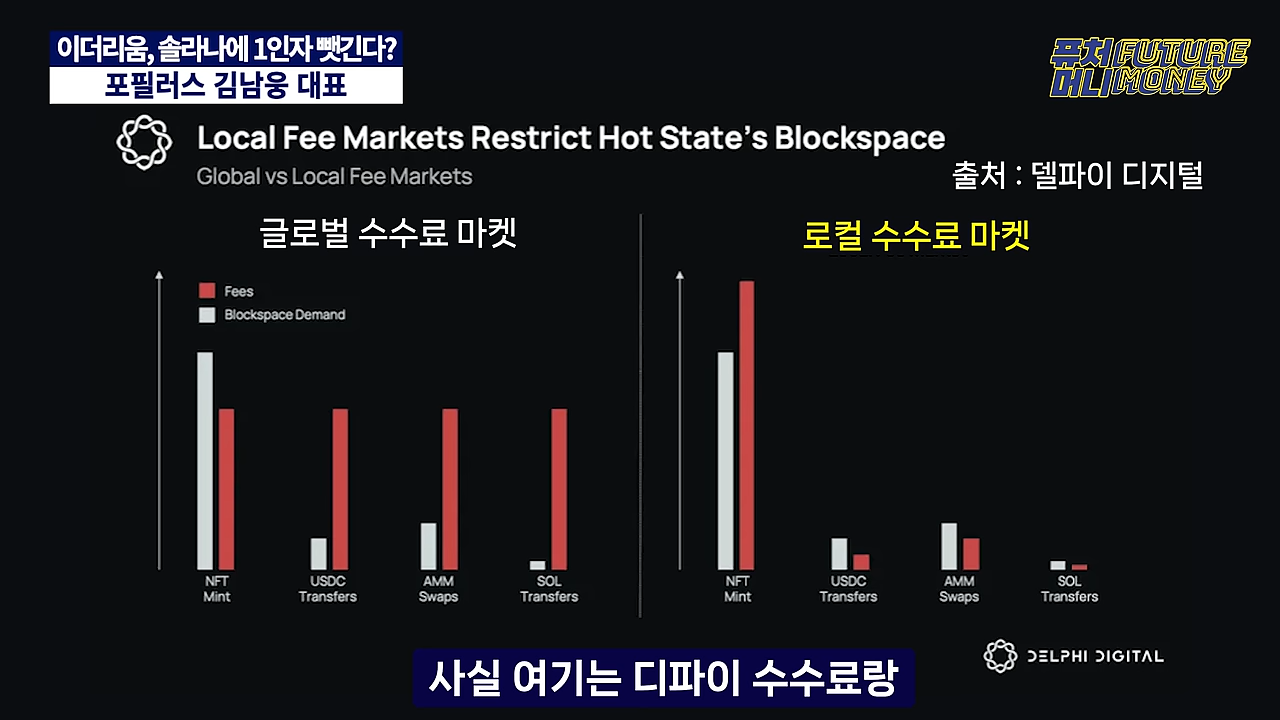 이더리움, 솔라나에 1인자 뺏긴다?
포필러스 김남웅 대표
퓨처 FUTURE
머니 MONEY
Local Fee Markets Restrict Hot State's Blockspace
Global vs Local Fee Markets
출처 : 델파이 디지털
글로벌 수수료 마켓
로컬 수수료 마켓
Fees
Blockspace Demand
NFT
Mint
USDC
Transfers
AMM
Swaps
SOL
Transfers
NFT
Mint
USDC
Transfers
AMM
Swaps
SOL
Transfers
DELPHI DIGITAL
사실 여기는 디파이 수수료랑